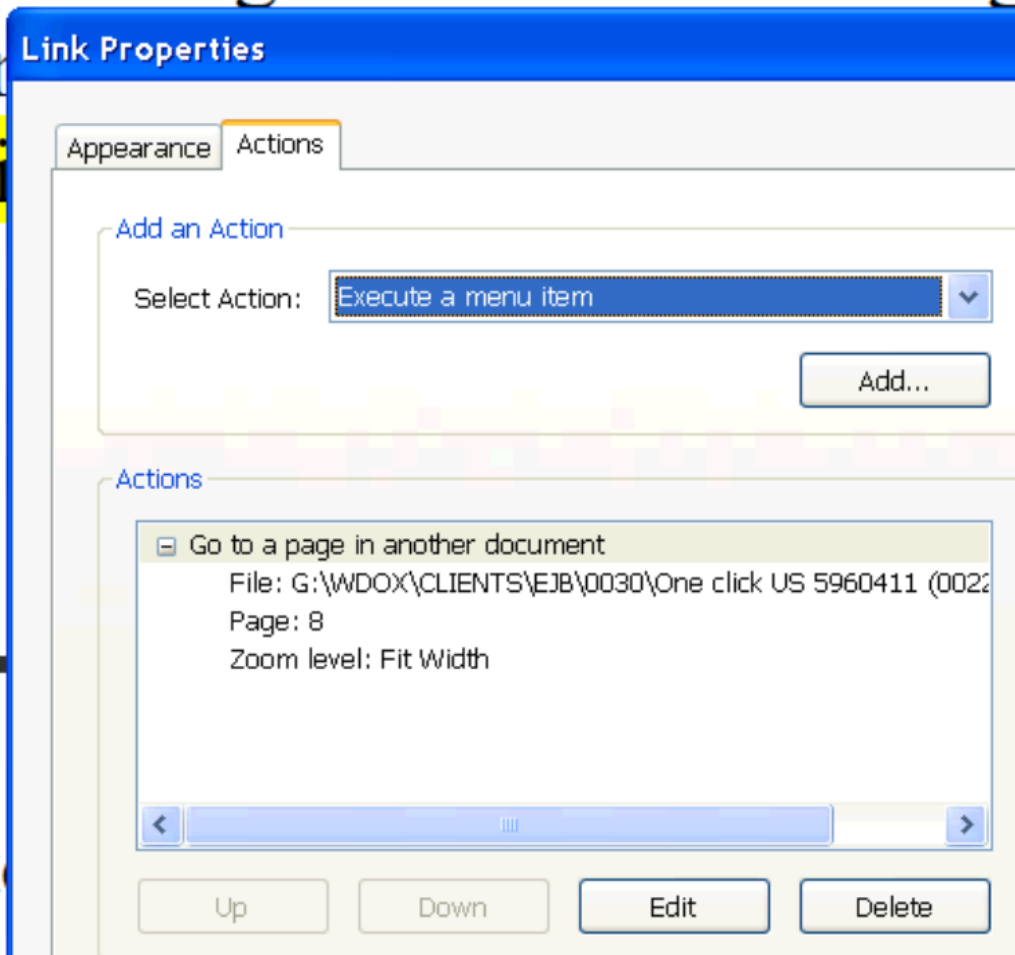 Link Properties
Appearance Actions
Add an Action
Select Action: Execute a menu item
Add...
Actions
Go to a page in another document
File: G:\WDOX\CLIENTS\EJB\0030\One click US 5960411 (0022
Page: 8
Zoom level: Fit Width
Up Down Edit Delete